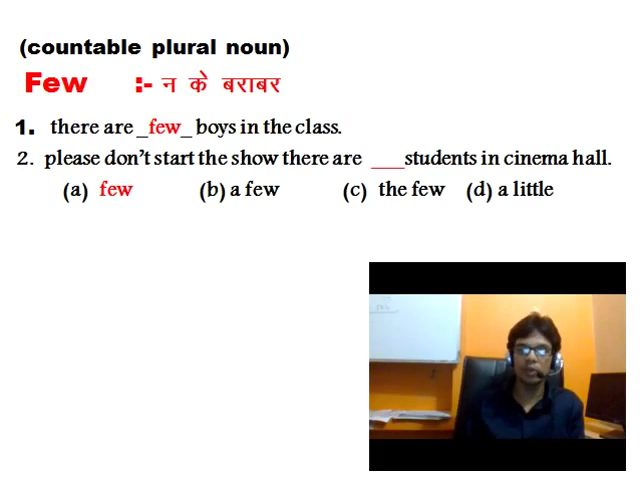 (countable plural noun)
Few :- न के बराबर
1. there are _few_ boys in the class.
2. please don't start the show there are ___students in cinema hall.
(a) few (b) a few (c) the few (d) a little